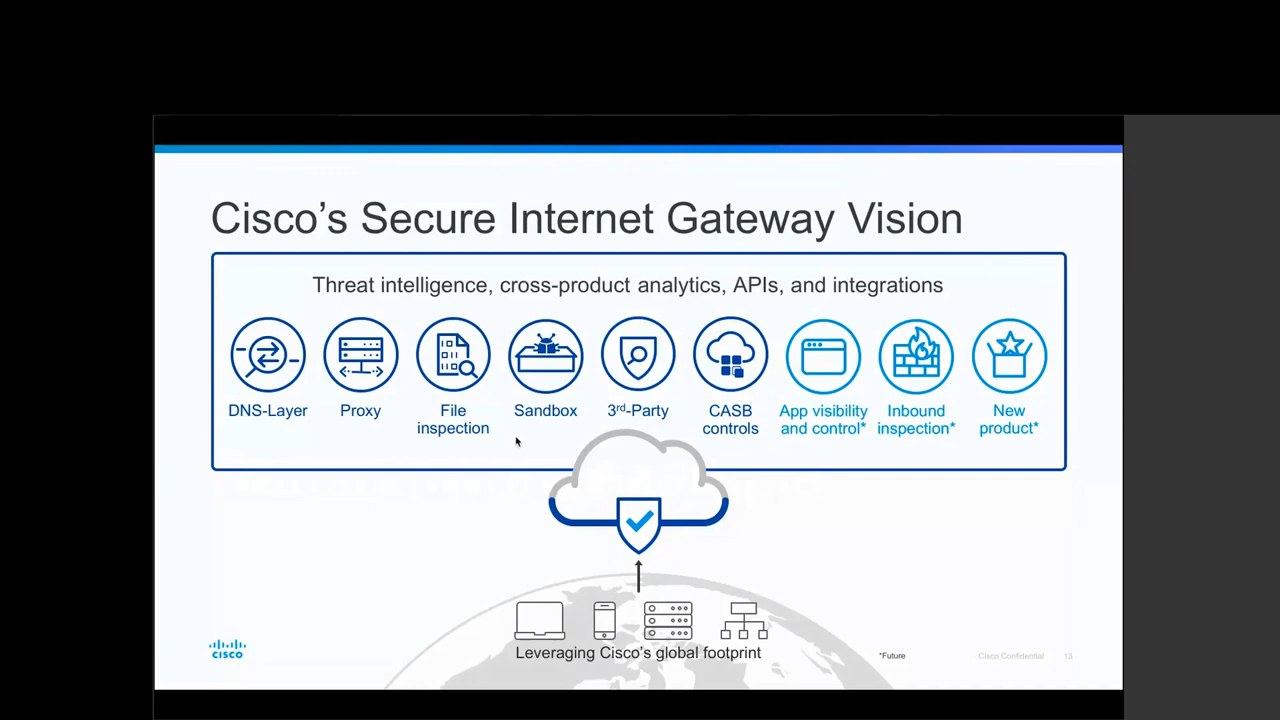 Cisco’s Secure Internet Gateway Vision
Threat intelligence, cross-product analytics, APIs, and integrations
DNS-Layer
Proxy
File
inspection
Sandbox
3rd-Party
CASB
controls
App visibility
and control*
Inbound
inspection*
New
product*
Leveraging Cisco’s global footprint
CISCO
*Future
Cisco Confidential
13